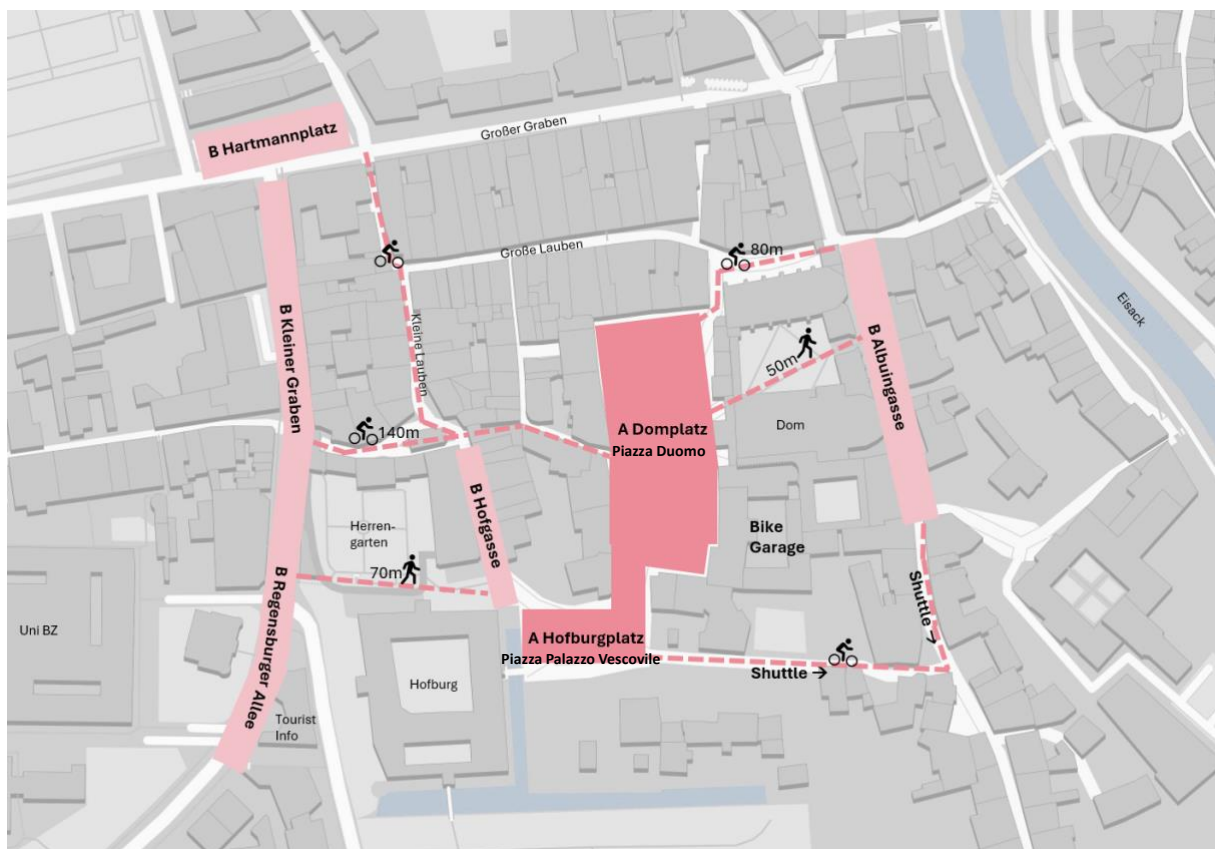 B Hartmannplatz
Großer Graben
Große Lauben
80m
Eisack
B Kleiner Graben
Kleine Lauben
50m
B Albuingasse
140m
A Domplatz
Piazza Duomo
Dom
B Hofgasse
Herren-
garten
Bike
Garage
70m
B Regensburger Allee
Uni BZ
Shuttle →
A Hofburgplatz
Piazza Palazzo Vescovile
Shuttle →
Hofburg
Tourist
Info